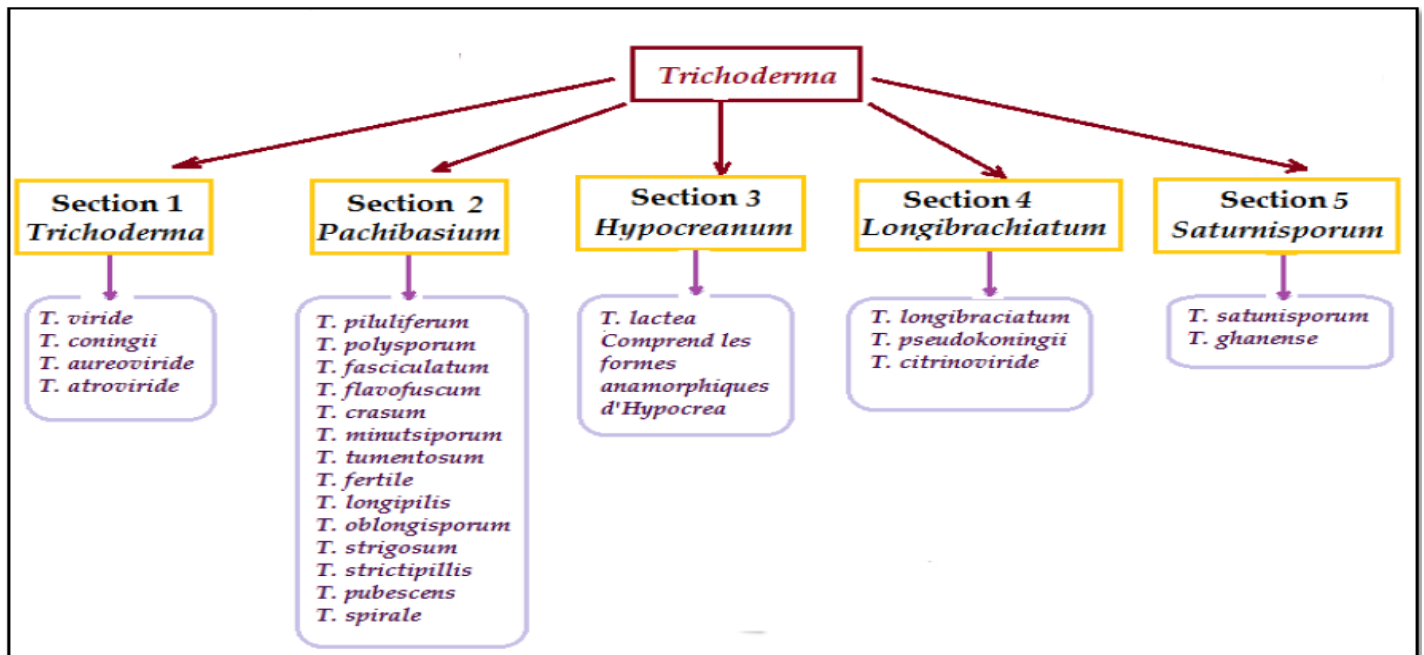 Trichoderma
Section 1
Trichoderma
T. viride
T. coningii
T. aureoviride
T. atroviride
Section 2
Pachibasium
T. piluliferum
T. polysporum
T. fasciculatum
T. flavofuscum
T. crasum
T. minutsiporum
T. tumentosum
T. fertile
T. longipilis
T. oblongisporum
T. strigosum
T. strictipillis
T. pubescens
T. spirale
Section 3
Hypocreanum
T. lactea
Comprend les
formes
anamorphiques
d'Hypocrea
Section 4
Longibrachiatum
T. longibraciatum
T. pseudokoningii
T. citrinoviride
Section 5
Saturnisporum
T. satunisporum
T. ghanense